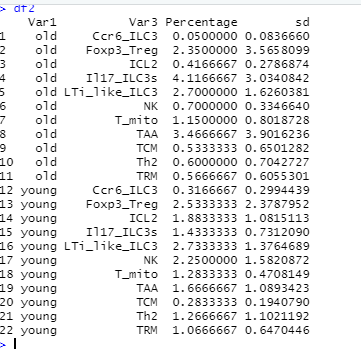 > df2
Var1 Var3 Percentage sd
1 old Ccr6_ILC3 0.0500000 0.0836660
2 old Foxp3_Treg 2.3500000 3.5658099
3 old ICL2 0.4166667 0.2786874
4 old Il17_ILC3s 4.1166667 3.0340842
5 old LTi_like_ILC3 2.7000000 1.6260381
6 old NK 0.7000000 0.3346640
7 old T_mito 1.1500000 0.8018728
8 old TAA 3.4666667 3.9016236
9 old TCM 0.5333333 0.6501282
10 old Th2 0.6000000 0.7042727
11 old TRM 0.5666667 0.6055301
12 young Ccr6_ILC3 0.3166667 0.2994439
13 young Foxp3_Treg 2.5333333 2.3787952
14 young ICL2 1.8833333 1.0815113
15 young Il17_ILC3s 1.4333333 0.7312090
16 young LTi_like_ILC3 2.7333333 1.3764689
17 young NK 2.2500000 1.5820872
18 young T_mito 1.2833333 0.4708149
19 young TAA 1.6666667 1.0893423
20 young TCM 0.2833333 0.1940790
21 young Th2 1.2666667 1.1021192
22 young TRM 1.0666667 0.6470446
>